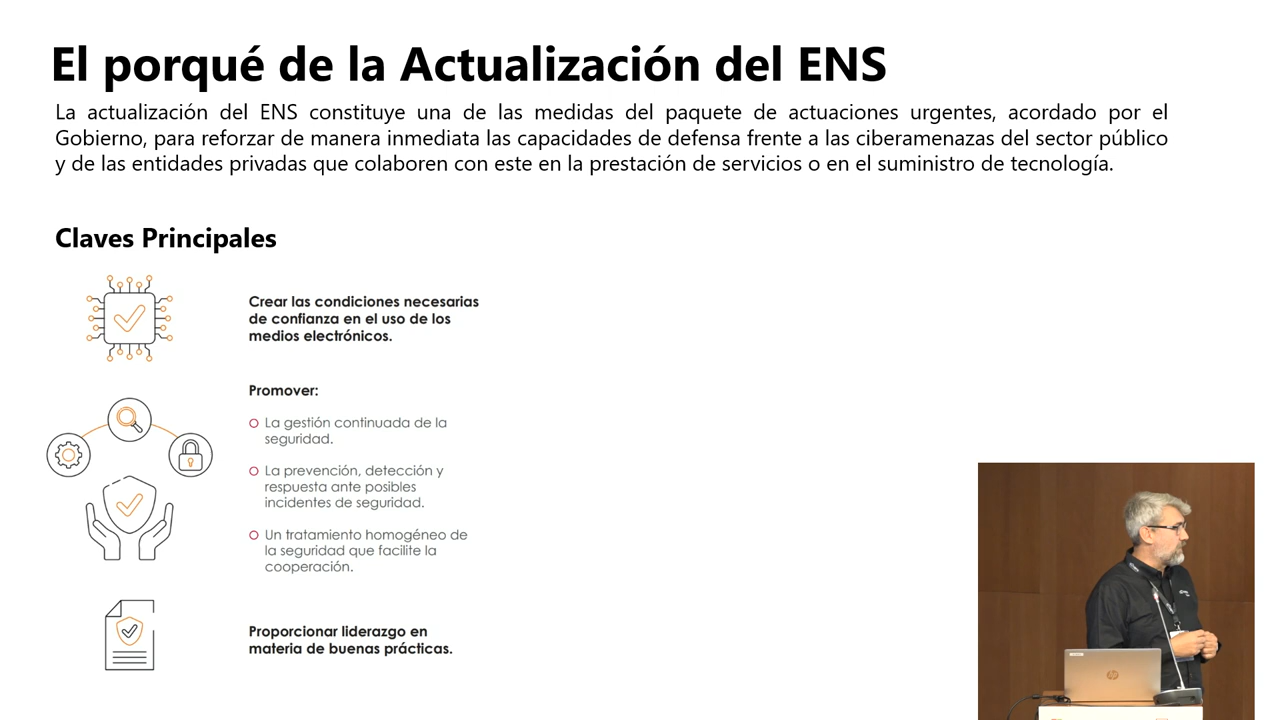 El porqué de la Actualización del ENS
La actualización del ENS constituye una de las medidas del paquete de actuaciones urgentes, acordado por el
Gobierno, para reforzar de manera inmediata las capacidades de defensa frente a las ciberamenazas del sector público
y de las entidades privadas que colaboren con este en la prestación de servicios o en el suministro de tecnología.
Claves Principales
Crear las condiciones necesarias
de confianza en el uso de los
medios electrónicos.
Promover:
La gestión continuada de la
seguridad.
La prevención, detección y
respuesta ante posibles
incidentes de seguridad.
Un tratamiento homogéneo de
la seguridad que facilite la
cooperación.
Proporcionar liderazgo en
materia de buenas prácticas.
hp